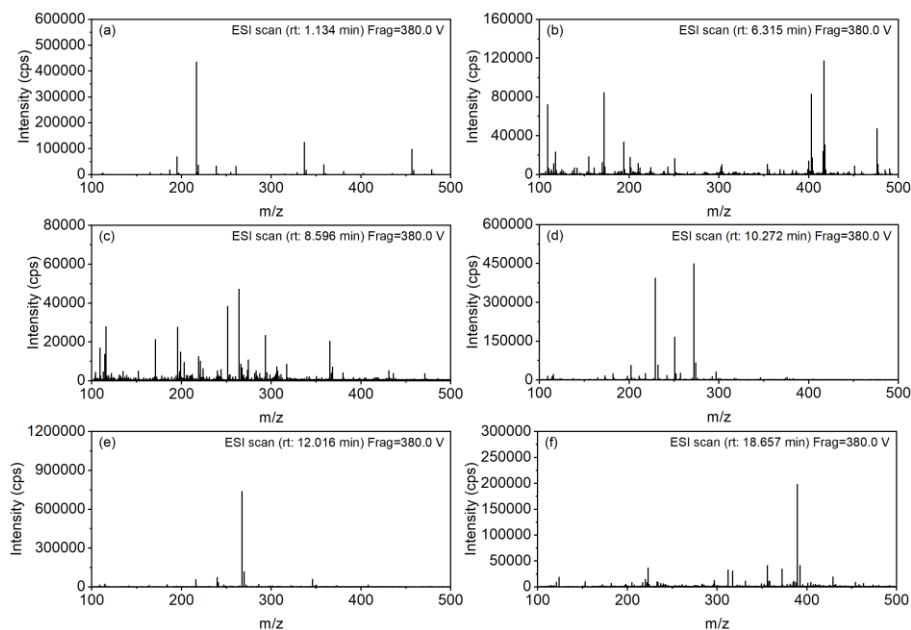 (a) ESI scan (rt: 1.134 min) Frag=380.0 V
600000
500000
400000
300000
200000
100000
0
Intensity (cps)
100 200 300 400 500
m/z
(b) ESI scan (rt: 6.315 min) Frag=380.0 V
160000
120000
80000
40000
0
Intensity (cps)
100 200 300 400 500
m/z
(c) ESI scan (rt: 8.596 min) Frag=380.0 V
80000
60000
40000
20000
0
Intensity (cps)
100 200 300 400 500
m/z
(d) ESI scan (rt: 10.272 min) Frag=380.0 V
600000
450000
300000
150000
0
Intensity (cps)
100 200 300 400 500
m/z
(e) ESI scan (rt: 12.016 min) Frag=380.0 V
1200000
900000
600000
300000
0
Intensity (cps)
100 200 300 400 500
m/z
(f) ESI scan (rt: 18.657 min) Frag=380.0 V
300000
250000
200000
150000
100000
50000
0
Intensity (cps)
100 200 300 400 500
m/z